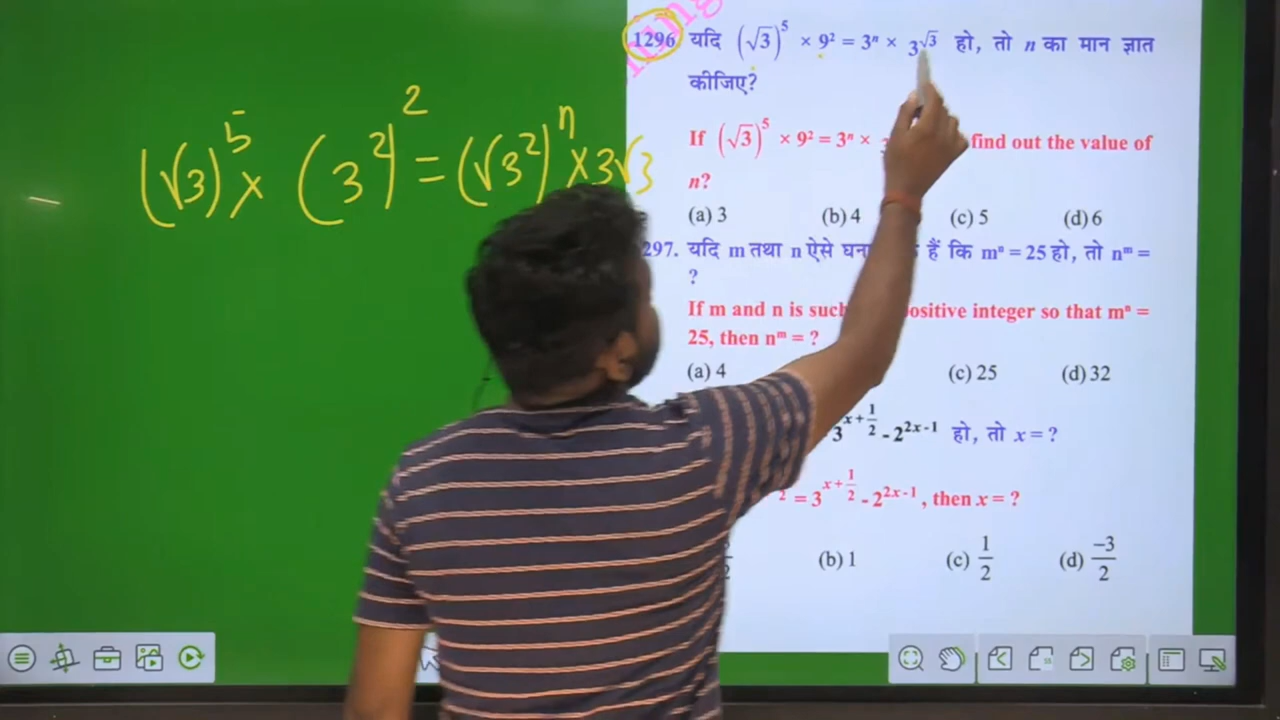 (√3)⁵ × (3²)² = (√3²)ⁿ × 3√3
1296 यदि (√3)⁵ × 9² = 3ⁿ × 3^√3 हो, तो n का मान ज्ञात
कीजिए?
If (√3)⁵ × 9² = 3ⁿ × find out the value of
n?
(a) 3 (b) 4 (c) 5 (d) 6
297. यदि m तथा n ऐसे हैं कि mⁿ = 25 हो, तो nᵐ =
?
If m and n is such positive integer so that mⁿ =
25, then nᵐ = ?
(a) 4 (c) 25 (d) 32
3^(x+1/2) - 2^(2x-1) हो, तो x = ?
= 3^(x+1/2) - 2^(2x-1), then x = ?
(b) 1 (c) 1/2 (d) -3/2